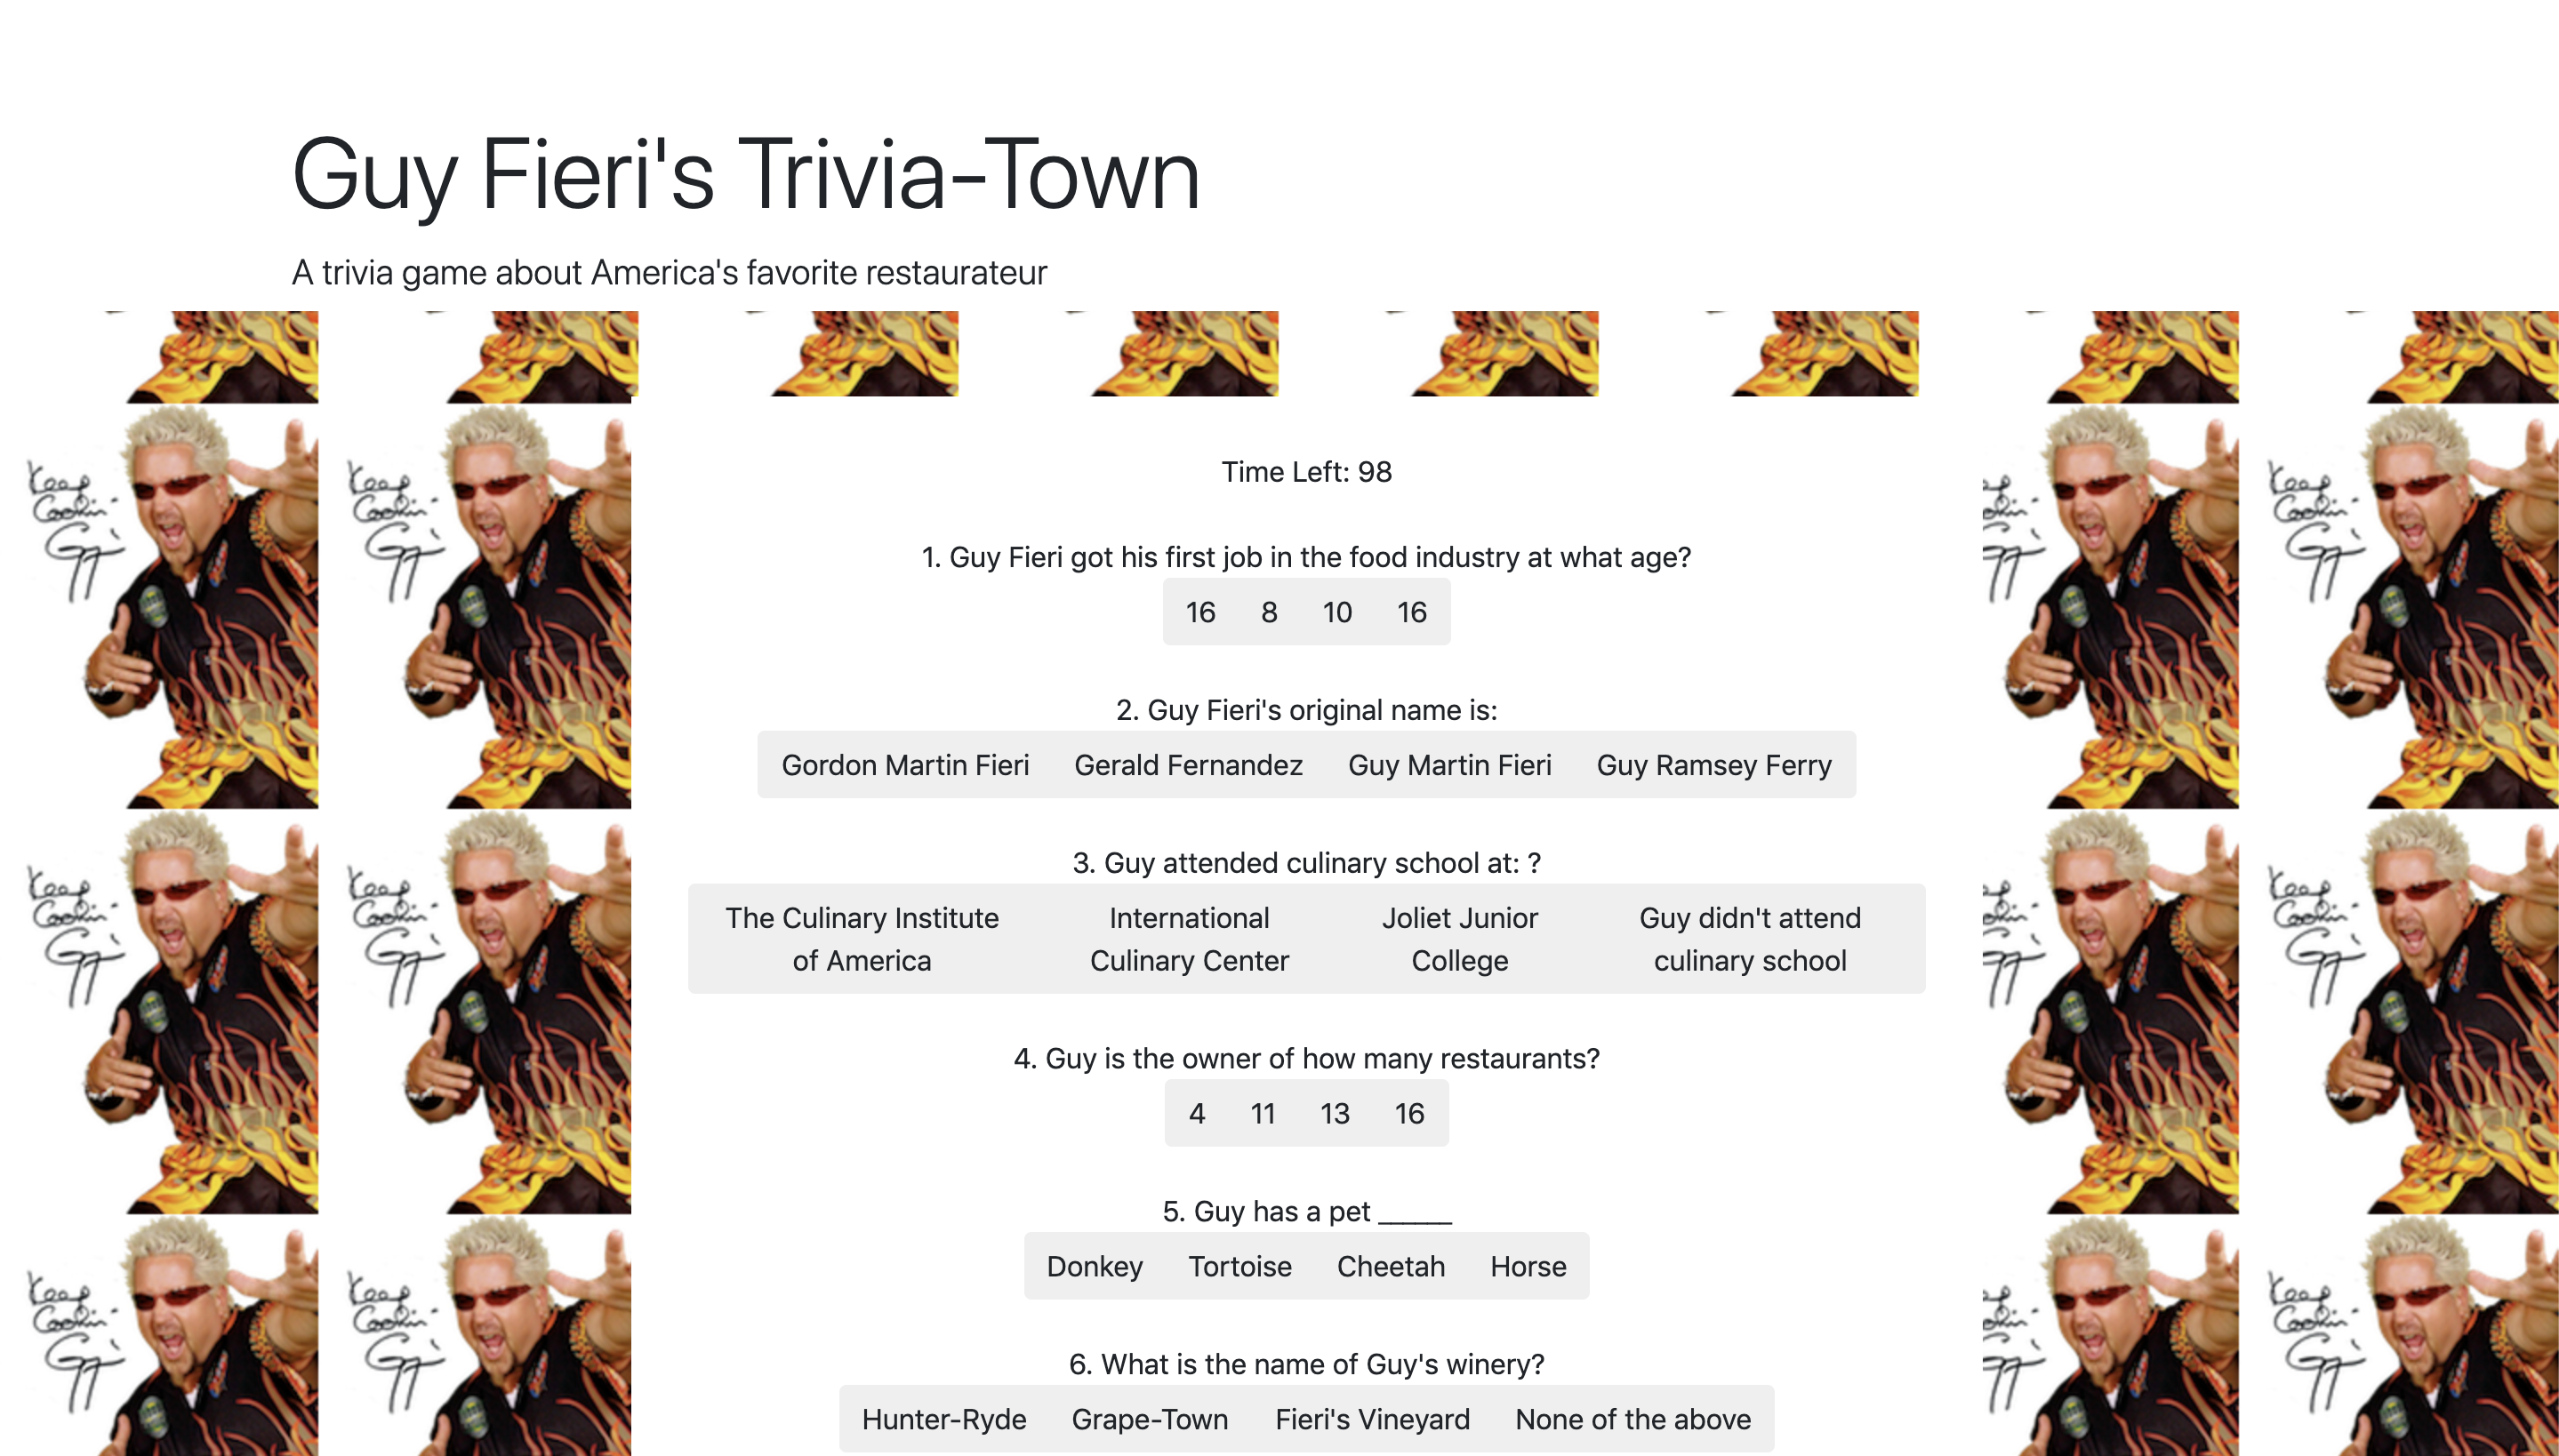 Guy Fieri's Trivia-Town
A trivia game about America's favorite restaurateur
Time Left: 98
1. Guy Fieri got his first job in the food industry at what age?
16 8 10 16
2. Guy Fieri's original name is:
Gordon Martin Fieri Gerald Fernandez Guy Martin Fieri Guy Ramsey Ferry
3. Guy attended culinary school at: ?
The Culinary Institute of America
International Culinary Center
Joliet Junior College
Guy didn't attend culinary school
4. Guy is the owner of how many restaurants?
4 11 13 16
5. Guy has a pet ______
Donkey Tortoise Cheetah Horse
6. What is the name of Guy's winery?
Hunter-Ryde Grape-Town Fieri's Vineyard None of the above
Keep
Cookin'